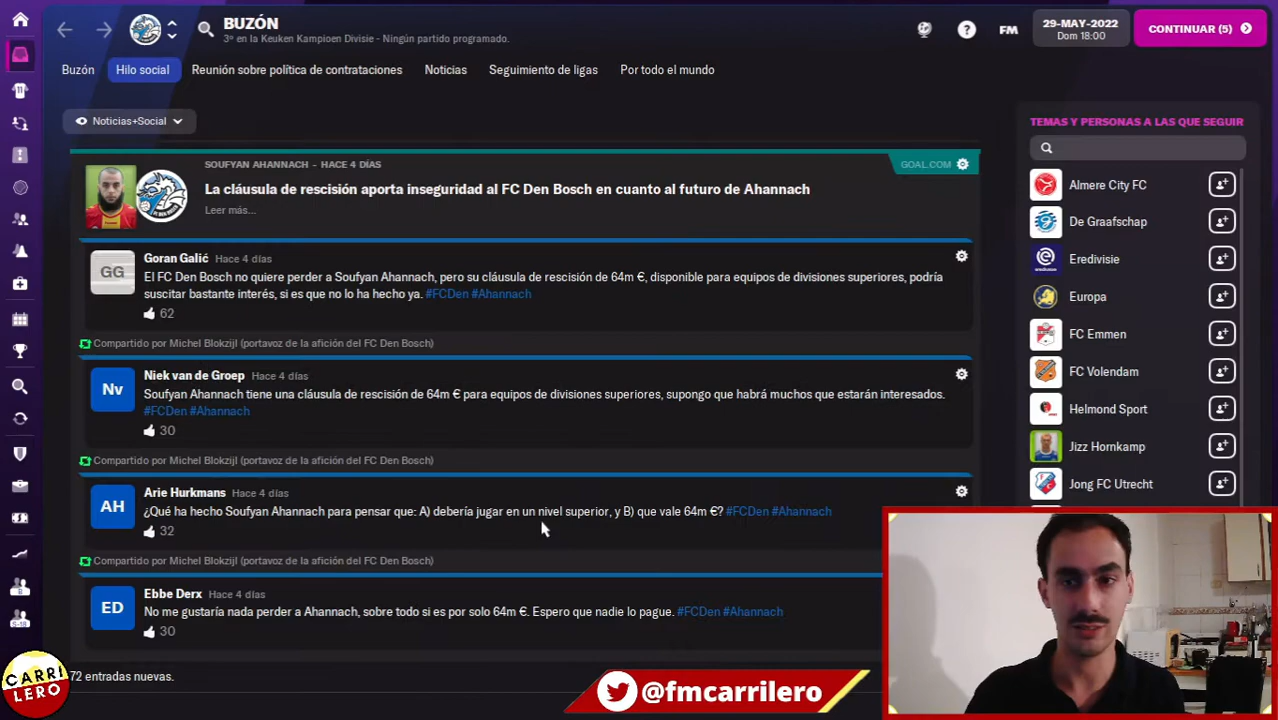 BUZÓN
3º en la Keuken Kampioen Divisie - Ningún partido programado.
FM
29-MAY-2022
Dom 18:00
CONTINUAR (5)
Buzón
Hilo social
Reunión sobre política de contrataciones
Noticias
Seguimiento de ligas
Por todo el mundo
Noticias+Social
SOUFYAN AHANNACH - HACE 4 DÍAS
GOAL.COM
La cláusula de rescisión aporta inseguridad al FC Den Bosch en cuanto al futuro de Ahannach
Leer más...
GG
Goran Galić Hace 4 días
El FC Den Bosch no quiere perder a Soufyan Ahannach, pero su cláusula de rescisión de 64m €, disponible para equipos de divisiones superiores, podría
suscitar bastante interés, si es que no lo ha hecho ya. #FCDen #Ahannach
62
Compartido por Michel Blokzijl (portavoz de la afición del FC Den Bosch)
Nv
Niek van de Groep Hace 4 días
Soufyan Ahannach tiene una cláusula de rescisión de 64m € para equipos de divisiones superiores, supongo que habrá muchos que estarán interesados.
#FCDen #Ahannach
30
Compartido por Michel Blokzijl (portavoz de la afición del FC Den Bosch)
AH
Arie Hurkmans Hace 4 días
¿Qué ha hecho Soufyan Ahannach para pensar que: A) debería jugar en un nivel superior, y B) que vale 64m €? #FCDen #Ahannach
32
Compartido por Michel Blokzijl (portavoz de la afición del FC Den Bosch)
ED
Ebbe Derx Hace 4 días
No me gustaría nada perder a Ahannach, sobre todo si es por solo 64m €. Espero que nadie lo pague. #FCDen #Ahannach
30
72 entradas nuevas.
TEMAS Y PERSONAS A LAS QUE SEGUIR
Almere City FC
De Graafschap
Eredivisie
Europa
FC Emmen
FC Volendam
Helmond Sport
Jizz Hornkamp
Jong FC Utrecht
CARRI
LERO
@fmcarrilero